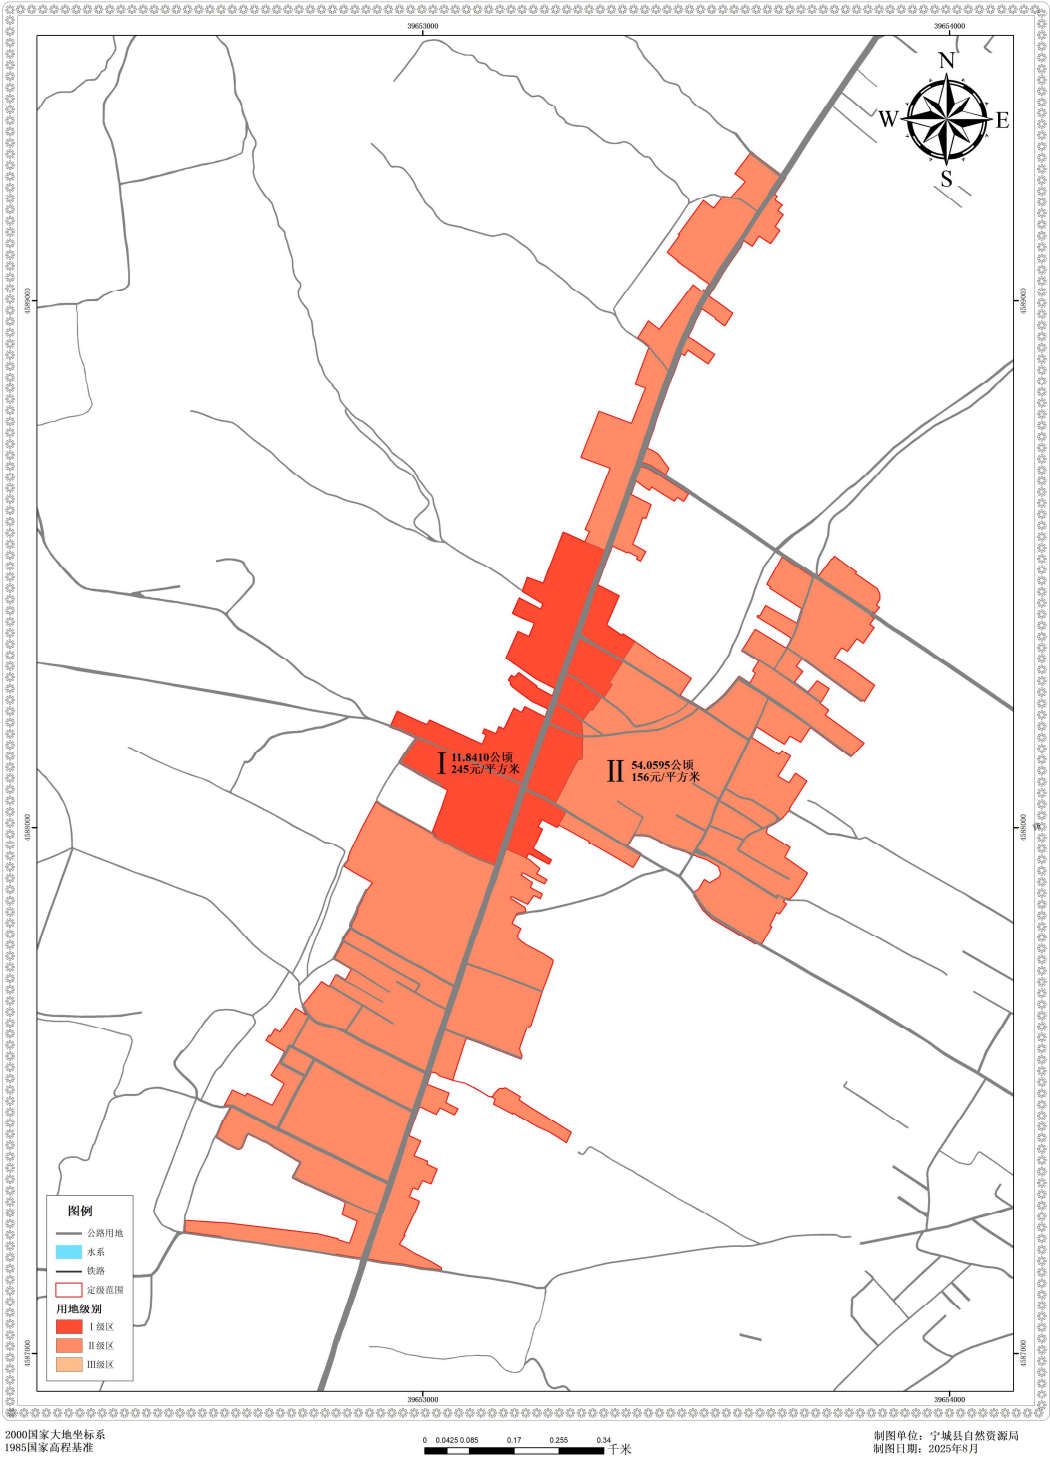 39653000
39654000
N
W
E
S
4589000
4589000
I
11.8410公顷
245元/平方米
II
54.0595公顷
156元/平方米
4588000
4588000
图例
公路用地
水系
铁路
定级范围
用地级别
I级区
II级区
III级区
4587000
4587000
39653000
39654000
2000国家大地坐标系
1985国家高程基准
0 0.0425 0.085 0.17 0.255 0.34
千米
制图单位：宁城县自然资源局
制图日期：2025年8月